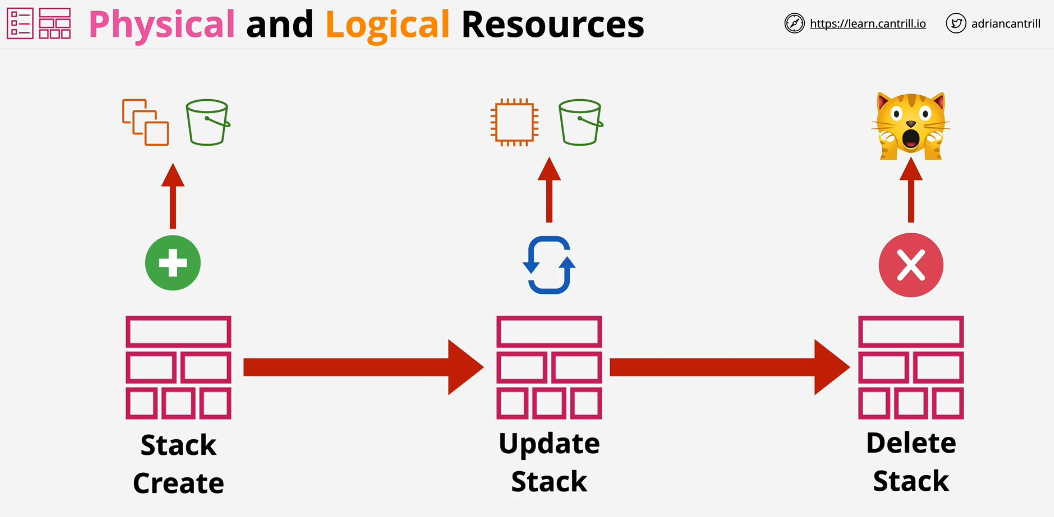 Physical and Logical Resources
https://learn.cantrill.io
adriancantrill
Stack
Create
Update
Stack
Delete
Stack